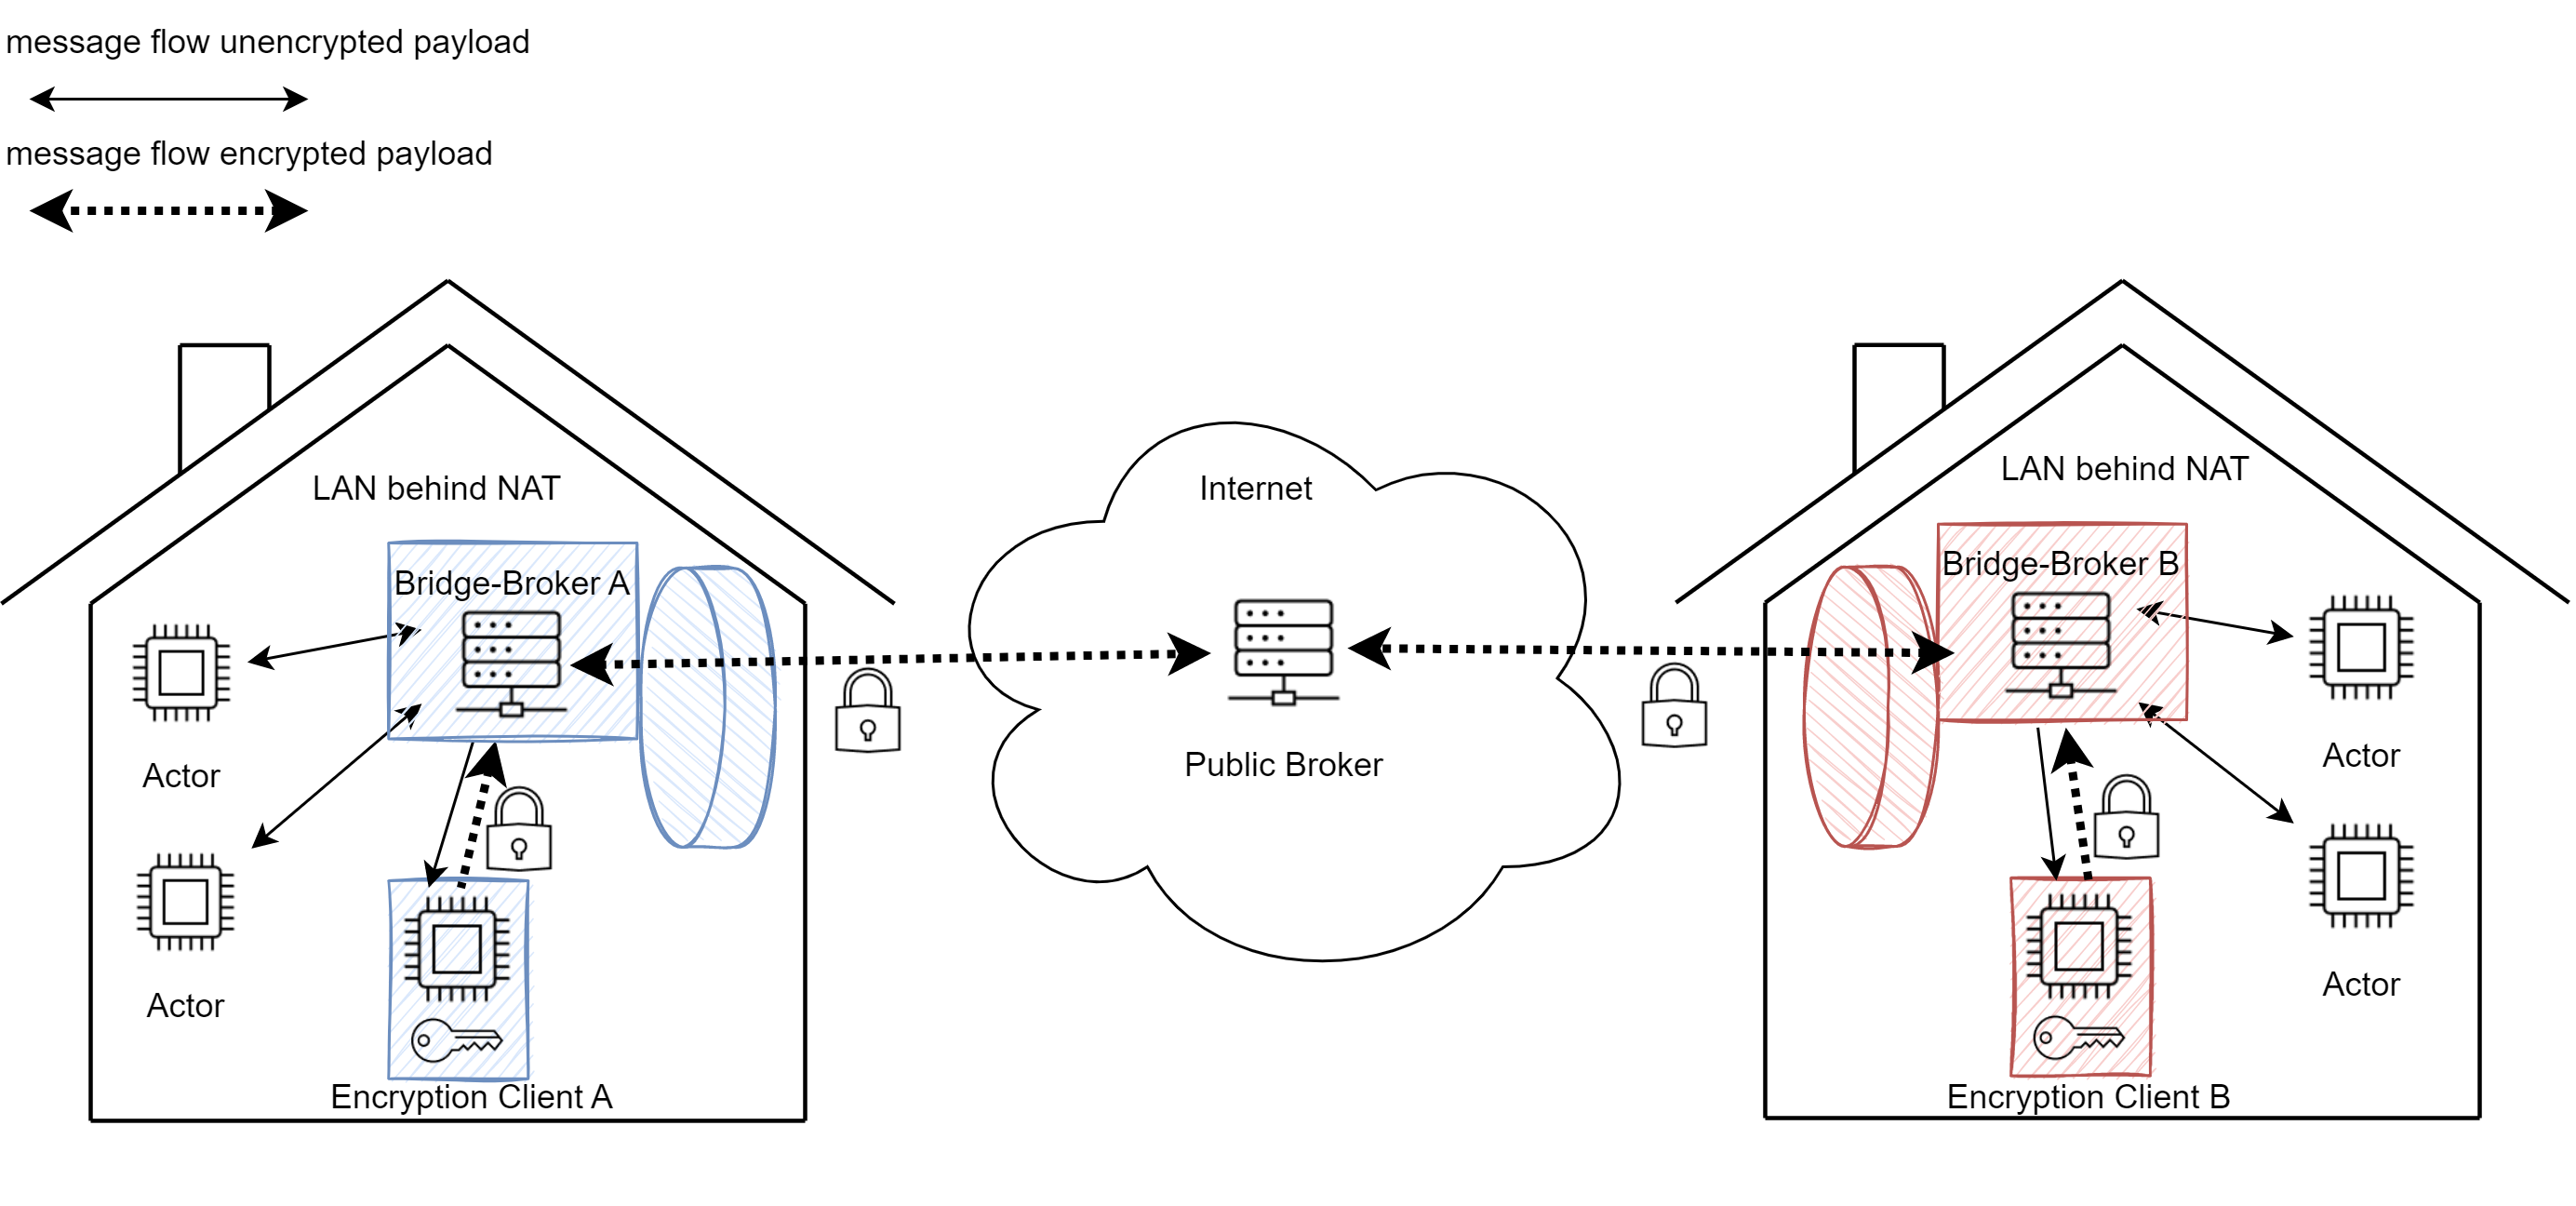 message flow unencrypted payload
message flow encrypted payload
LAN behind NAT
Bridge-Broker A
Actor
Actor
Encryption Client A
Internet
Public Broker
LAN behind NAT
Bridge-Broker B
Actor
Actor
Encryption Client B